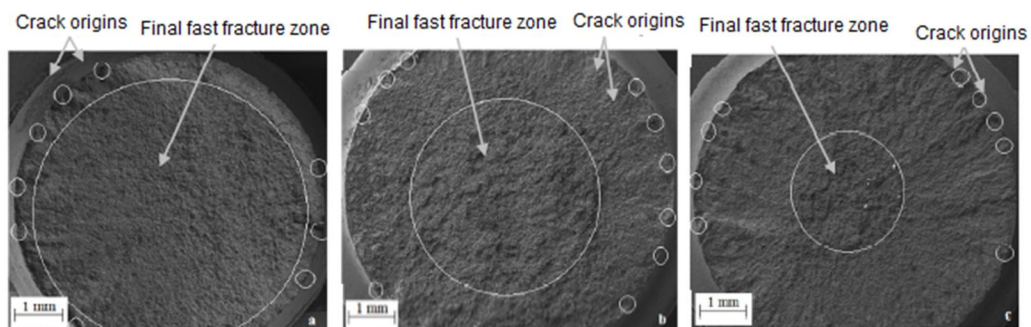 Crack origins
Final fast fracture zone
1 mm
a
Final fast fracture zone
Crack
origins
1 mm
b
Final fast
fracture zone
Crack origins
1 mm
c